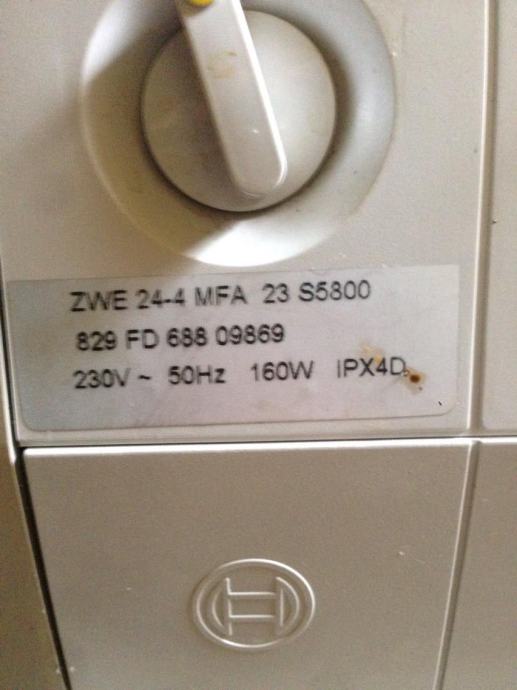 ZWE 24-4 MFA 23 S5800
829 FD 688 09869
230V ~ 50Hz 160W IPX4D